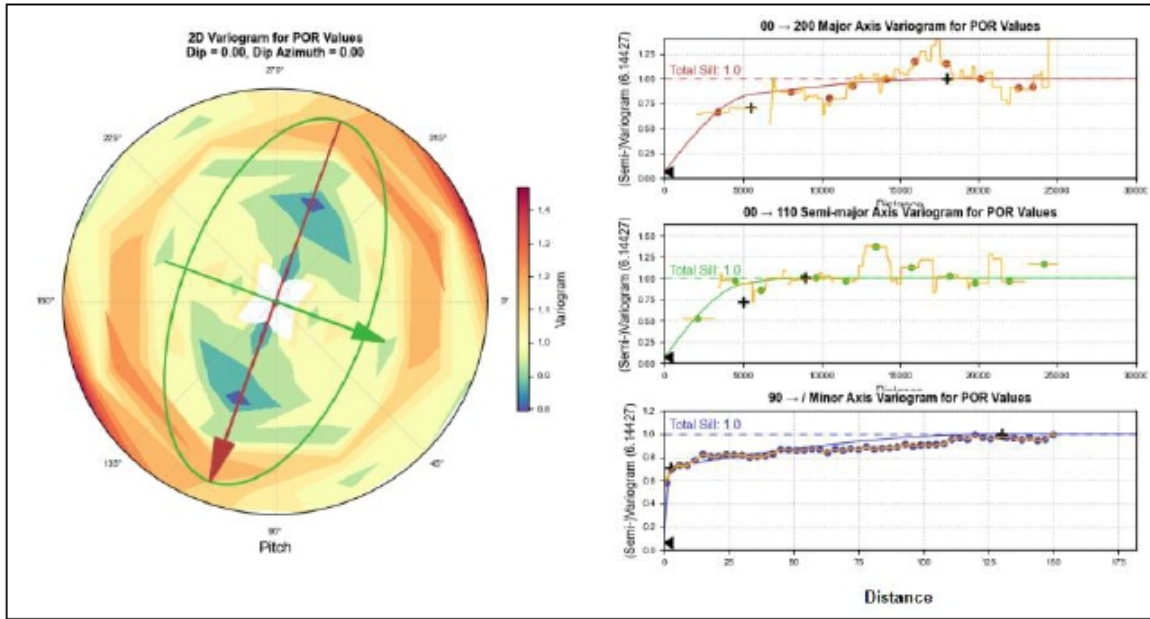 2D Variogram for POR Values
Dip = 0.00, Dip Azimuth = 0.00
270°
225°
315°
180°
0°
135°
45°
90°
Pitch
1.4
1.3
1.2
1.1
1.0
0.9
0.8
Variogram
00 → 200 Major Axis Variogram for POR Values
Total Sill: 1.0
(Semi-)Variogram (6.14427)
1.25
1.00
0.75
0.50
0.25
0.00
0 5000 10000 15000 20000 25000 30000
Distance
00 → 110 Semi-major Axis Variogram for POR Values
Total Sill: 1.0
(Semi-)Variogram (6.14427)
1.50
1.25
1.00
0.75
0.50
0.25
0.00
0 5000 10000 15000 20000 25000 30000
Distance
90 → / Minor Axis Variogram for POR Values
Total Sill: 1.0
(Semi-)Variogram (6.14427)
1.2
1.0
0.8
0.6
0.4
0.2
0.0
0 25 50 75 100 125 150 175
Distance